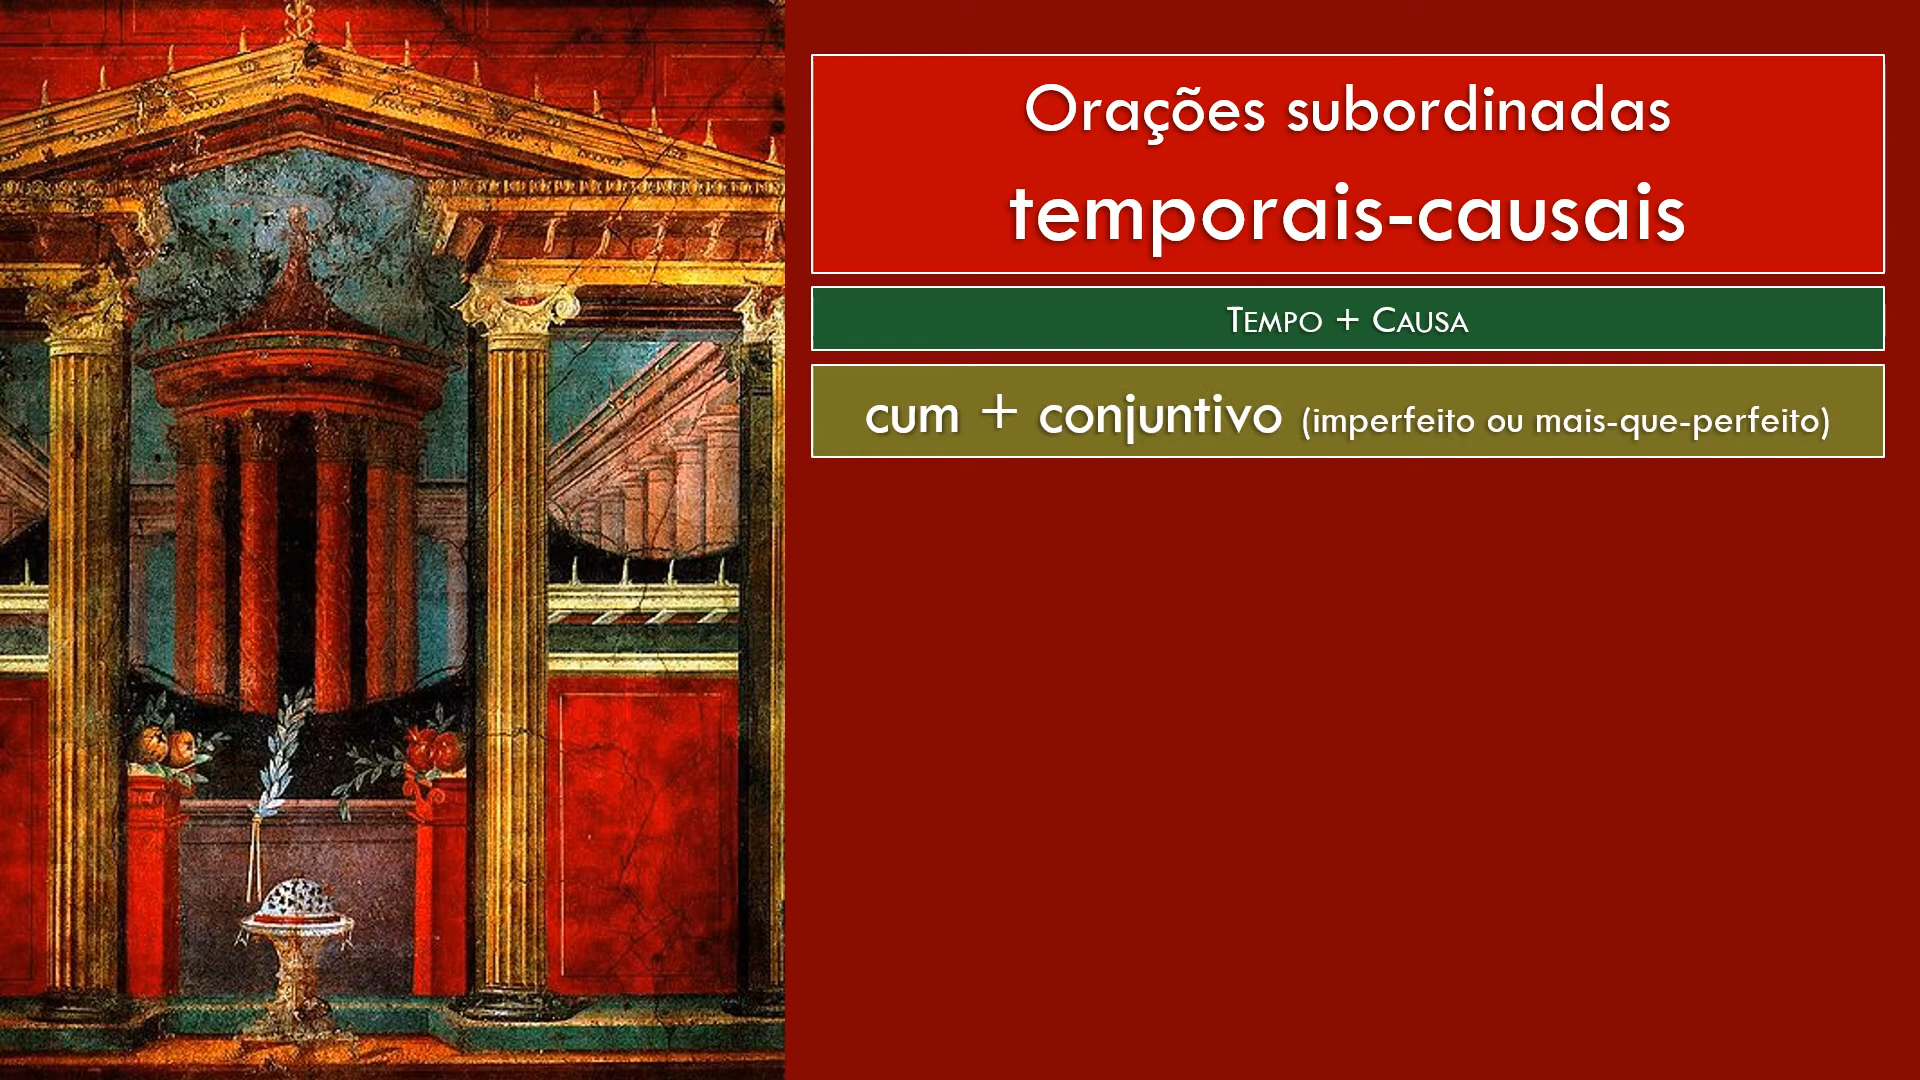 Orações subordinadas
temporais-causais
Tempo + Causa
cum + conjuntivo (imperfeito ou mais-que-perfeito)